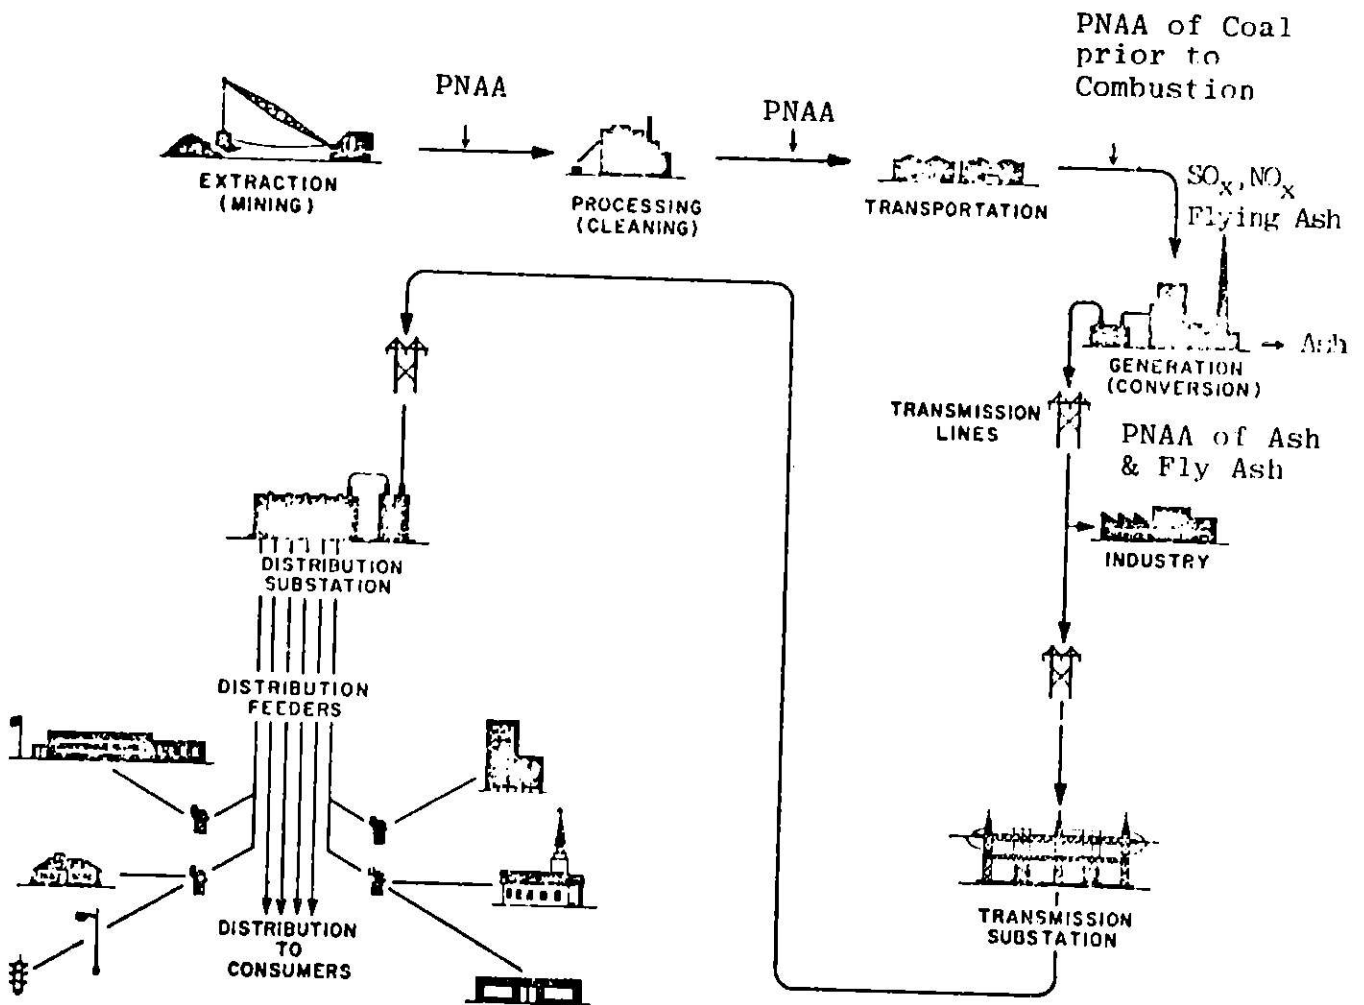 PNAA of Coal
prior to
Combustion
PNAA
PNAA
EXTRACTION
(MINING)
PROCESSING
(CLEANING)
TRANSPORTATION
SOx, NOx
Flying Ash
→ Ash
GENERATION
(CONVERSION)
TRANSMISSION
LINES
PNAA of Ash
& Fly Ash
INDUSTRY
DISTRIBUTION
SUBSTATION
DISTRIBUTION
FEEDERS
TRANSMISSION
SUBSTATION
DISTRIBUTION
TO
CONSUMERS